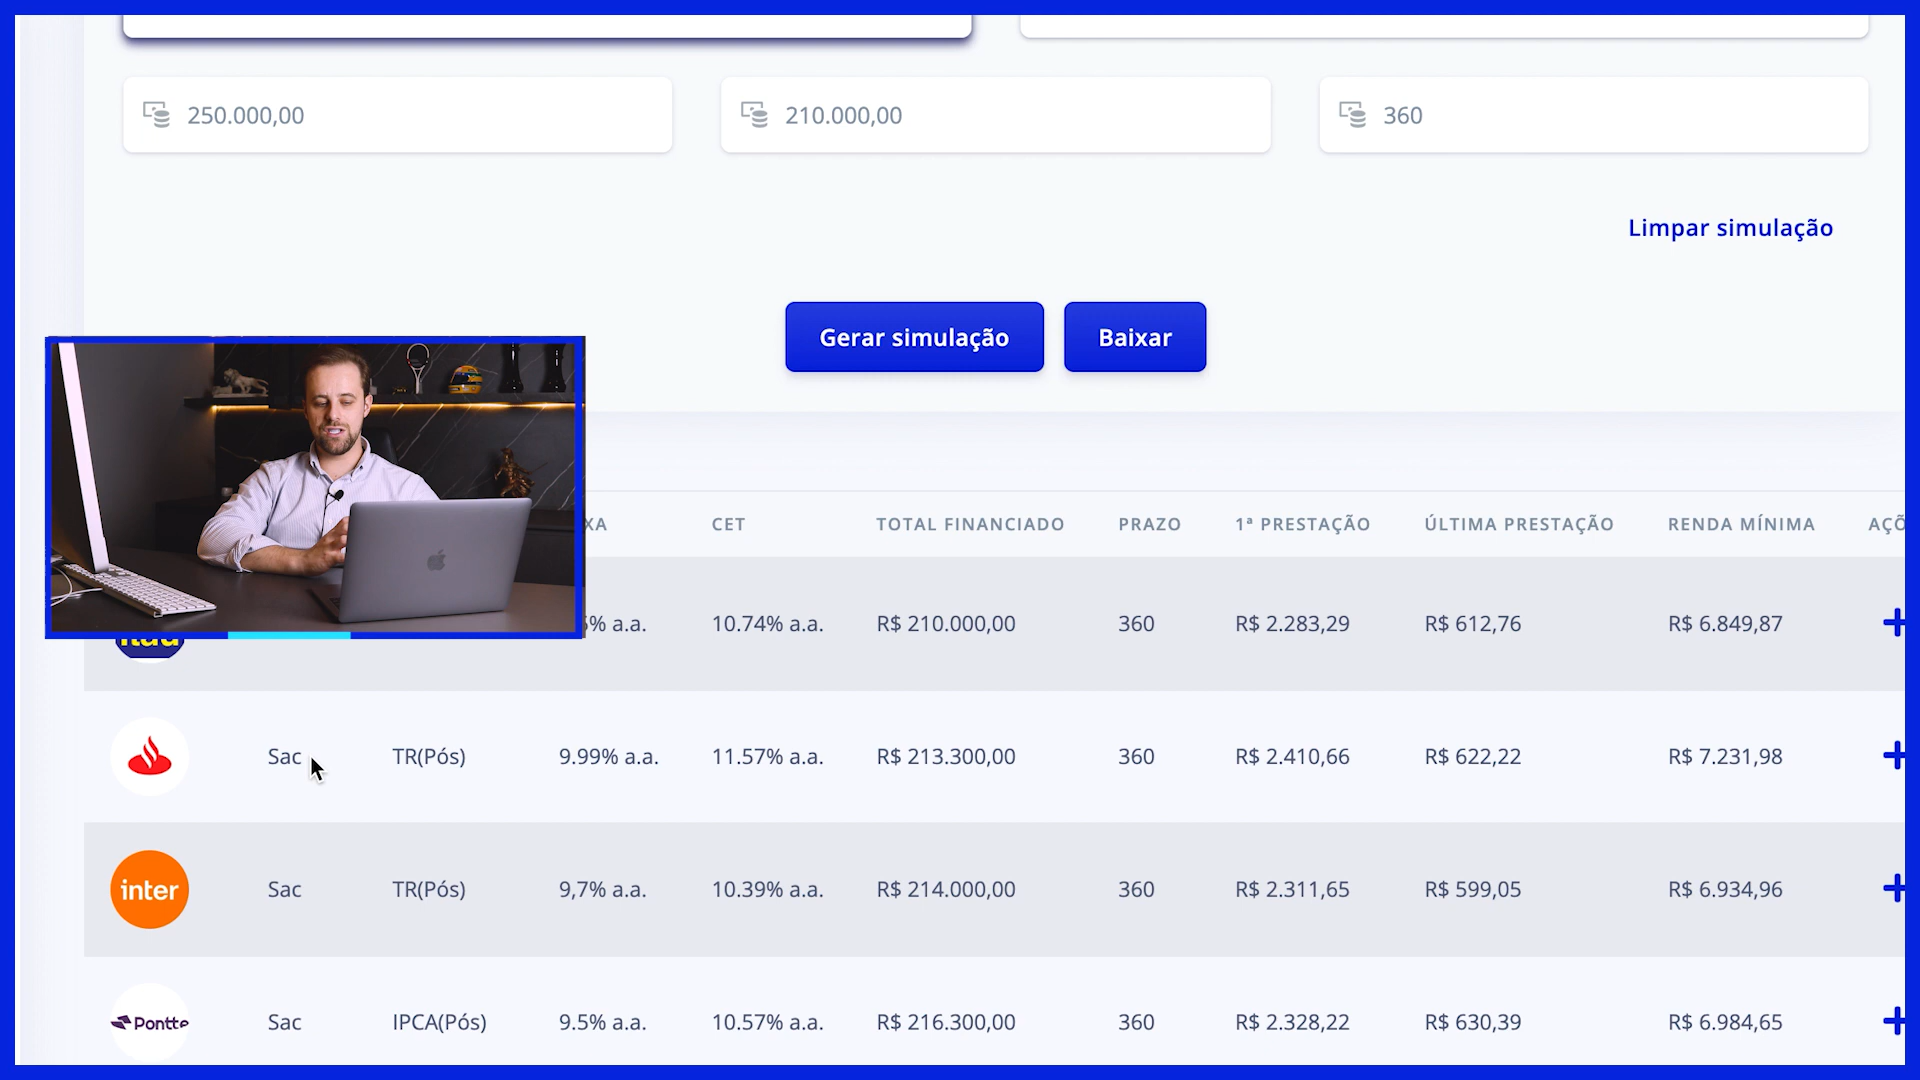 250.000,00
210.000,00
360
Limpar simulação
Gerar simulação
Baixar
CET
TOTAL FINANCIADO
PRAZO
1ª PRESTAÇÃO
ÚLTIMA PRESTAÇÃO
RENDA MÍNIMA
% a.a. 10.74% a.a. R$ 210.000,00 360 R$ 2.283,29 R$ 612,76 R$ 6.849,87
Sac TR(Pós) 9.99% a.a. 11.57% a.a. R$ 213.300,00 360 R$ 2.410,66 R$ 622,22 R$ 7.231,98
inter Sac TR(Pós) 9,7% a.a. 10.39% a.a. R$ 214.000,00 360 R$ 2.311,65 R$ 599,05 R$ 6.934,96
Pontte Sac IPCA(Pós) 9.5% a.a. 10.57% a.a. R$ 216.300,00 360 R$ 2.328,22 R$ 630,39 R$ 6.984,65